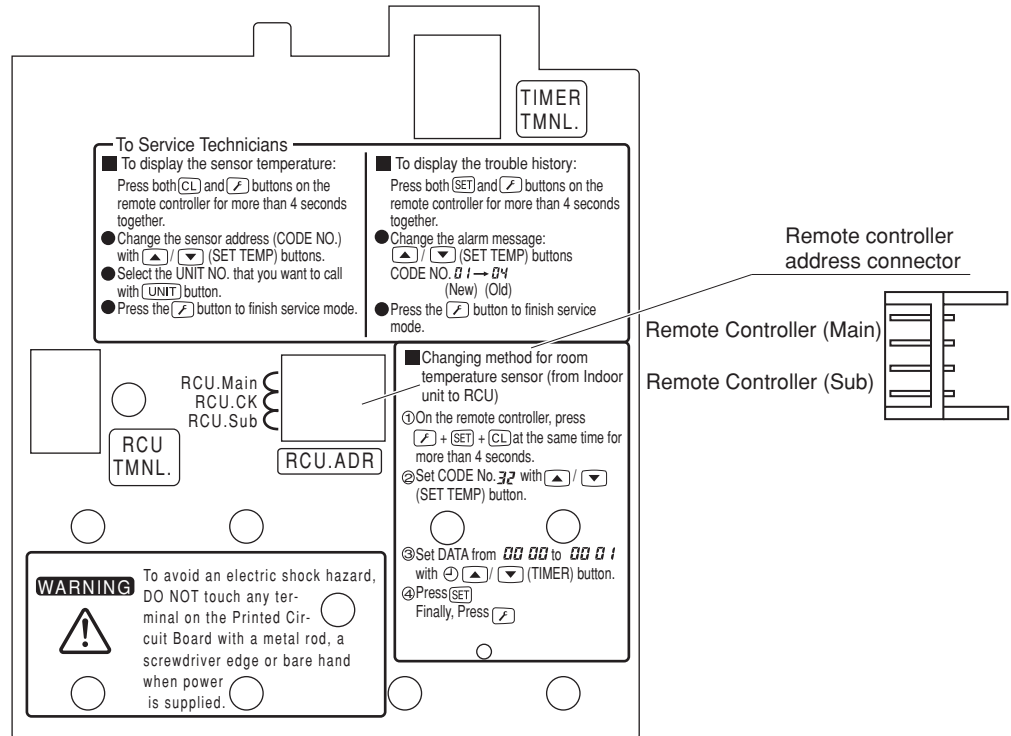 TIMER
TMNL.
To Service Technicians
To display the sensor temperature:
Press both CL and buttons on the
remote controller for more than 4 seconds
together.
Change the sensor address (CODE NO.)
with ▲ / ▼ (SET TEMP) buttons.
Select the UNIT NO. that you want to call
with UNIT button.
Press the button to finish service mode.
To display the trouble history:
Press both SET and buttons on the
remote controller for more than 4 seconds
together.
Change the alarm message:
▲ / ▼ (SET TEMP) buttons
CODE NO. 01 → 04
(New) (Old)
Press the button to finish service
mode.
Remote controller
address connector
Remote Controller (Main)
Remote Controller (Sub)
RCU.Main
RCU.CK
RCU.Sub
RCU
TMNL.
RCU.ADR
Changing method for room
temperature sensor (from Indoor
unit to RCU)
①On the remote controller, press
+ SET + CL at the same time for
more than 4 seconds.
②Set CODE No. 32 with ▲ / ▼
(SET TEMP) button.
③Set DATA from 00 00 to 00 01
with ▲ / ▼ (TIMER) button.
④Press SET
Finally, Press
WARNING
To avoid an electric shock hazard,
DO NOT touch any ter-
minal on the Printed Cir-
cuit Board with a metal rod, a
screwdriver edge or bare hand
when power
is supplied.